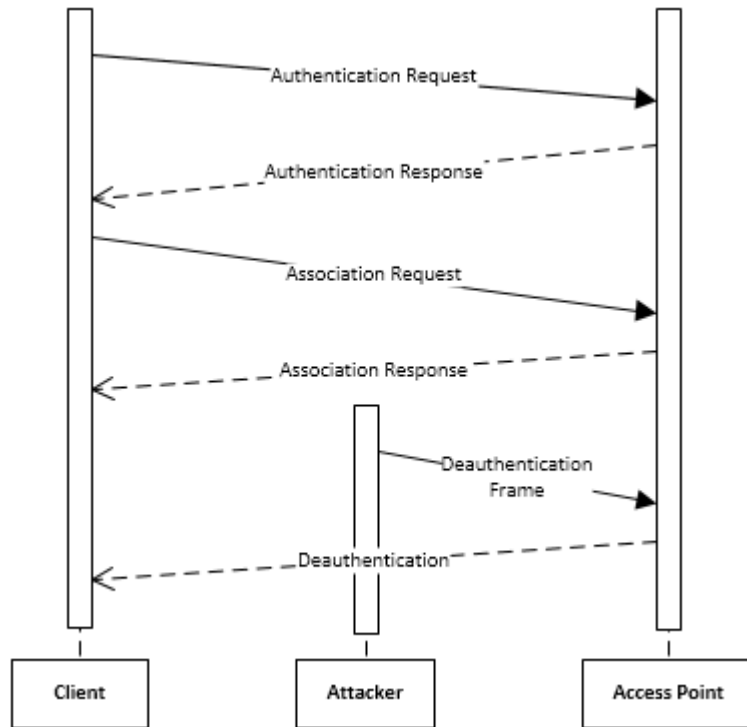 Authentication Request
Authentication Response
Association Request
Association Response
Deauthentication
Frame
Deauthentication
Client
Attacker
Access Point